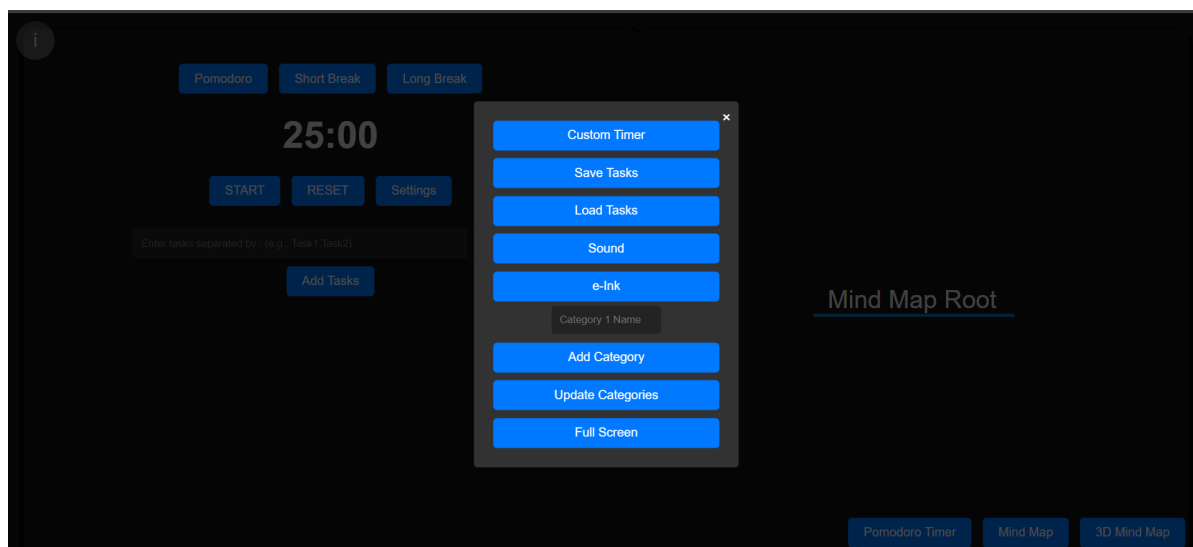 i
Pomodoro Short Break Long Break
25:00
START RESET Settings
Enter tasks separated by ; (e.g., Task1;Task2)
Add Tasks
×
Custom Timer
Save Tasks
Load Tasks
Sound
e-Ink
Category 1 Name
Add Category
Update Categories
Full Screen
Mind Map Root
Pomodoro Timer Mind Map 3D Mind Map